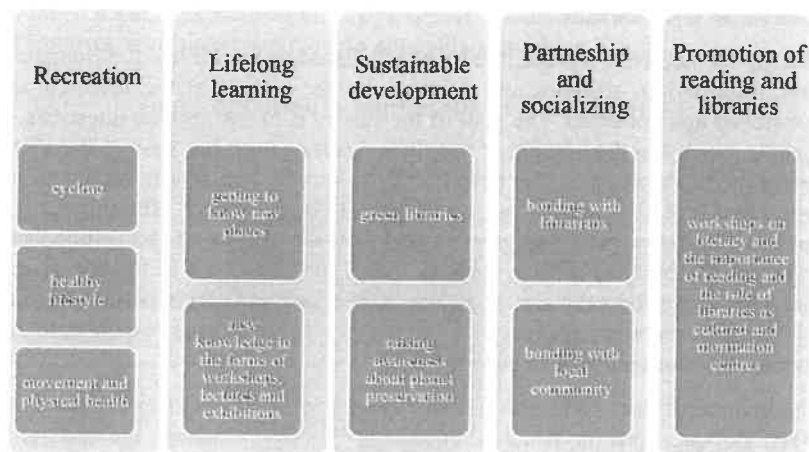 Recreation
cycling
healthy
lifestyle
movement and
physical health
Lifelong
learning
getting to
know new
places
new
knowledge in
the forms of
workshops,
lectures and
exhibitions
Sustainable
development
green libraries
raising
awareness
about planet
preservation
Partneship
and
socializing
bonding with
librarians
bonding with
local
community
Promotion of
reading and
libraries
workshops on
literacy and
the importance
of reading and
the role of
libraries as
cultural and
information
centres